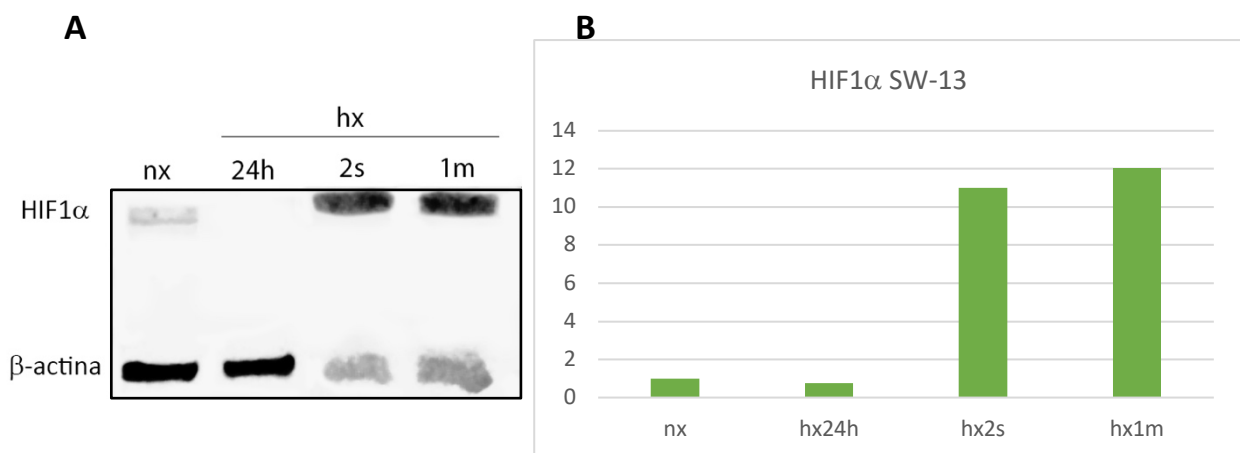 A
hx
nx 24h 2s 1m
HIF1α
β-actina
B
HIF1α SW-13
14
12
10
8
6
4
2
0
nx hx24h hx2s hx1m